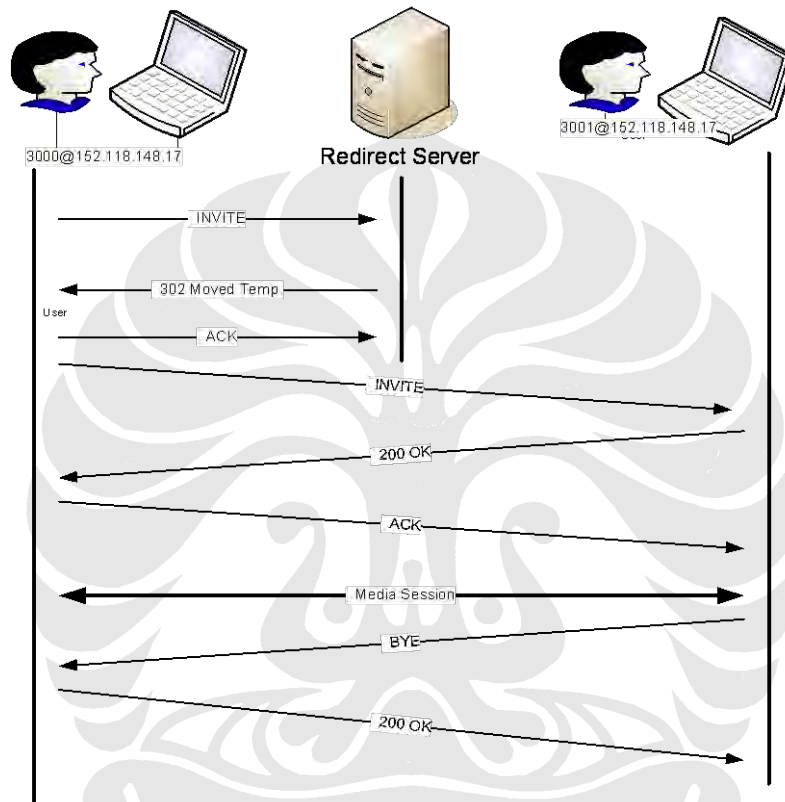 3000@152.118.148.17
Redirect Server
3001@152.118.148.17
User
INVITE
302 Moved Temp
User
ACK
INVITE
200 OK
ACK
Media Session
BYE
200 OK